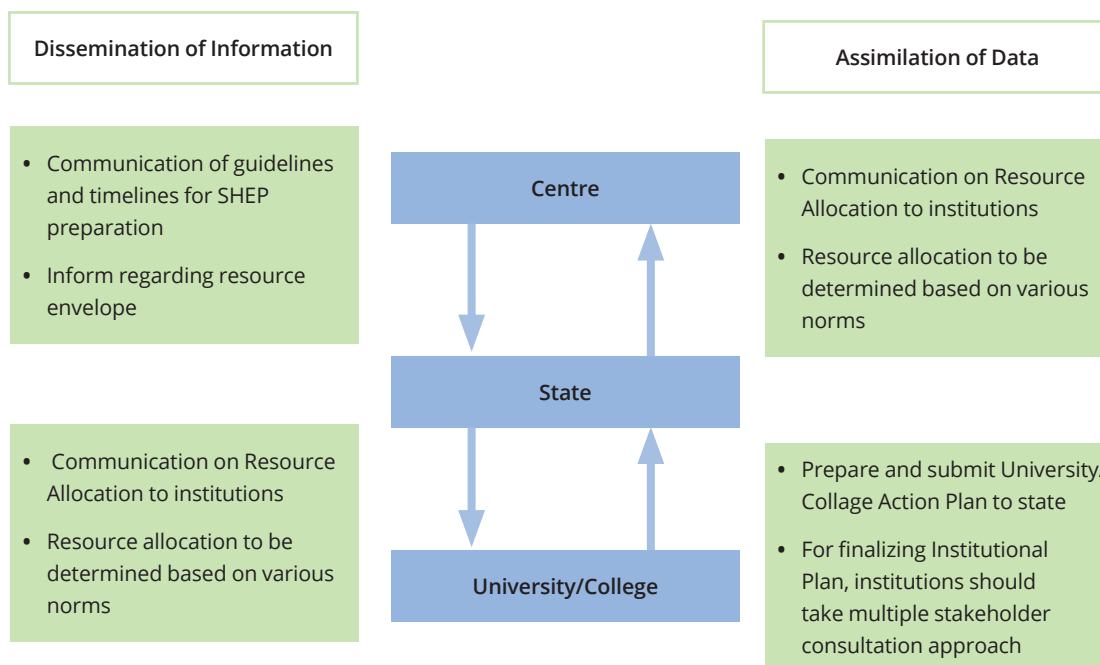 Dissemination of Information
• Communication of guidelines
and timelines for SHEP
preparation
• Inform regarding resource
envelope
• Communication on Resource
Allocation to institutions
• Resource allocation to be
determined based on various
norms
Centre
State
University/College
Assimilation of Data
• Communication on Resource
Allocation to institutions
• Resource allocation to be
determined based on various
norms
• Prepare and submit University/
Collage Action Plan to state
• For finalizing Institutional
Plan, institutions should
take multiple stakeholder
consultation approach